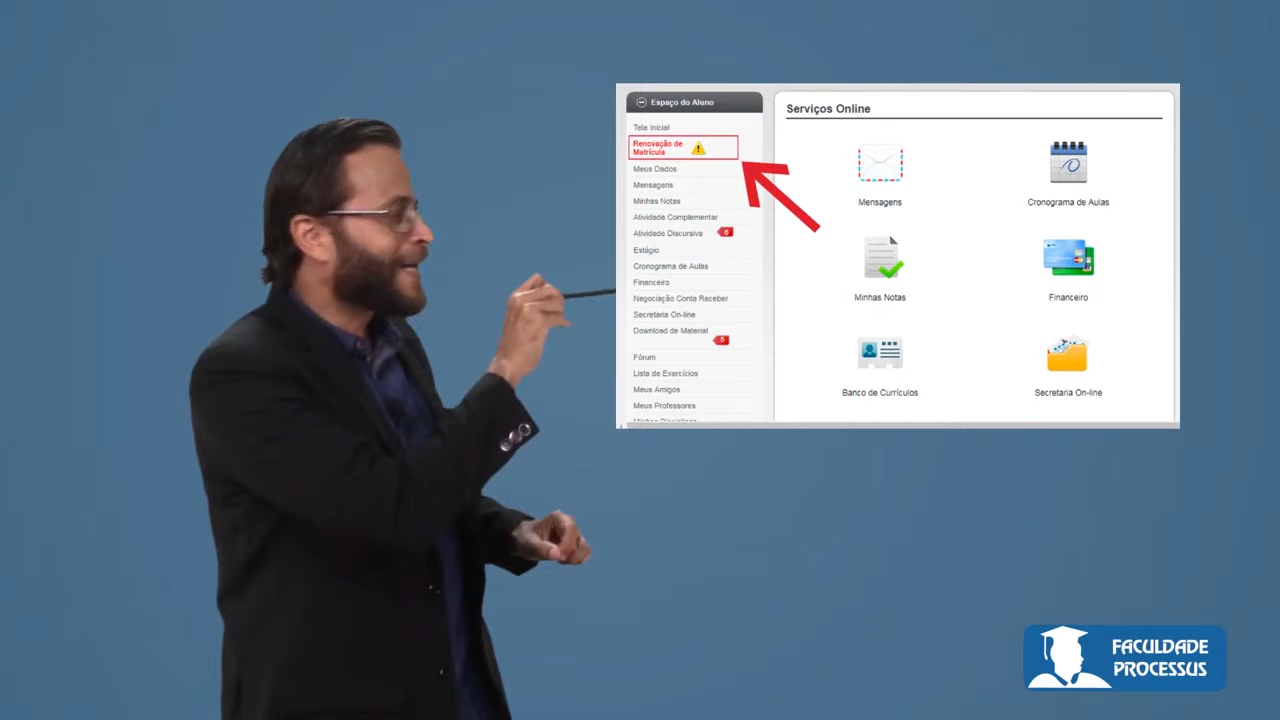 Espaço do Aluno
Tela Inicial
Renovação de
Matrícula
Meus Dados
Mensagens
Minhas Notas
Atividade Complementar
Atividade Discursiva 6
Estágio
Cronograma de Aulas
Financeiro
Negociação Conta Receber
Secretaria On-line
Download de Material
5
Fórum
Lista de Exercícios
Meus Amigos
Meus Professores
Minhas Disciplinas
Serviços Online
Mensagens
Cronograma de Aulas
Minhas Notas
Financeiro
Banco de Currículos
Secretaria On-line
FACULDADE
PROCESSUS